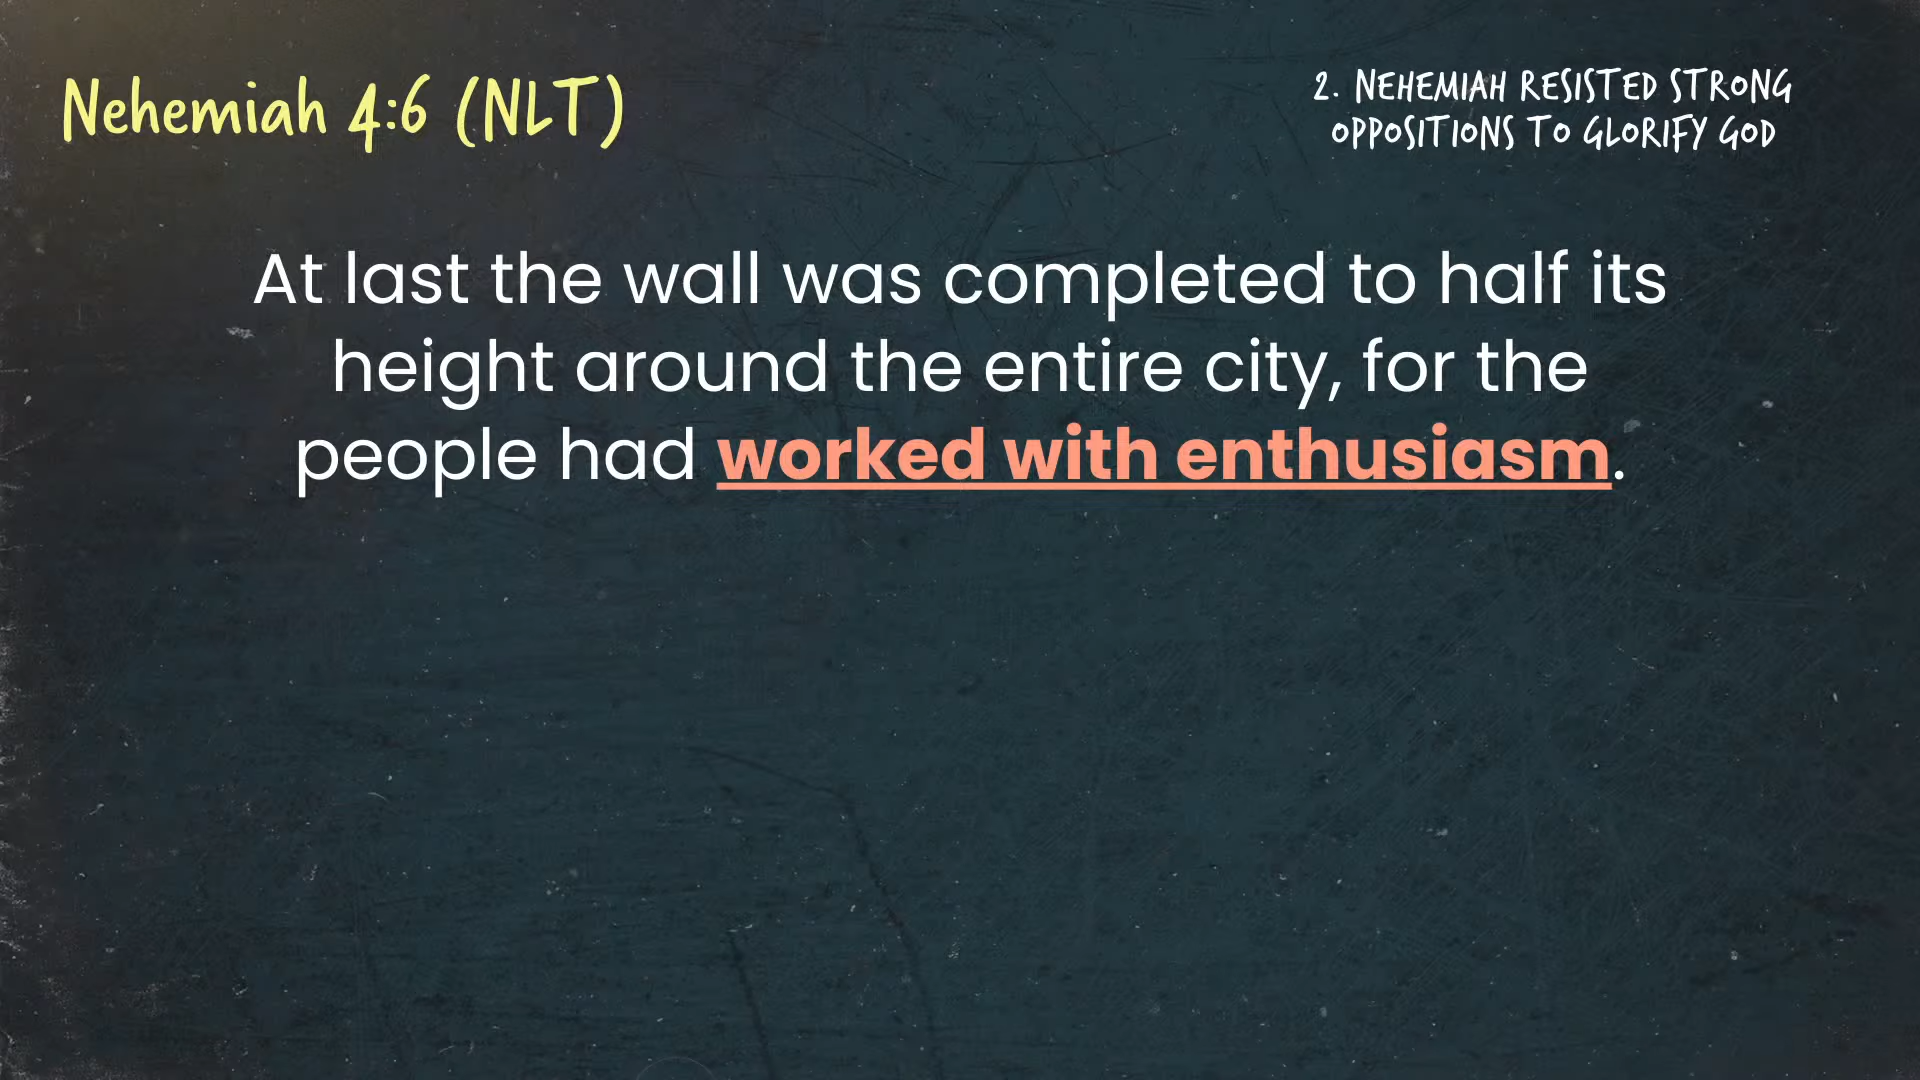 Nehemiah 4:6 (NLT)
2. NEHEMIAH RESISTED STRONG
OPPOSITIONS TO GLORIFY GOD
At last the wall was completed to half its
height around the entire city, for the
people had worked with enthusiasm.